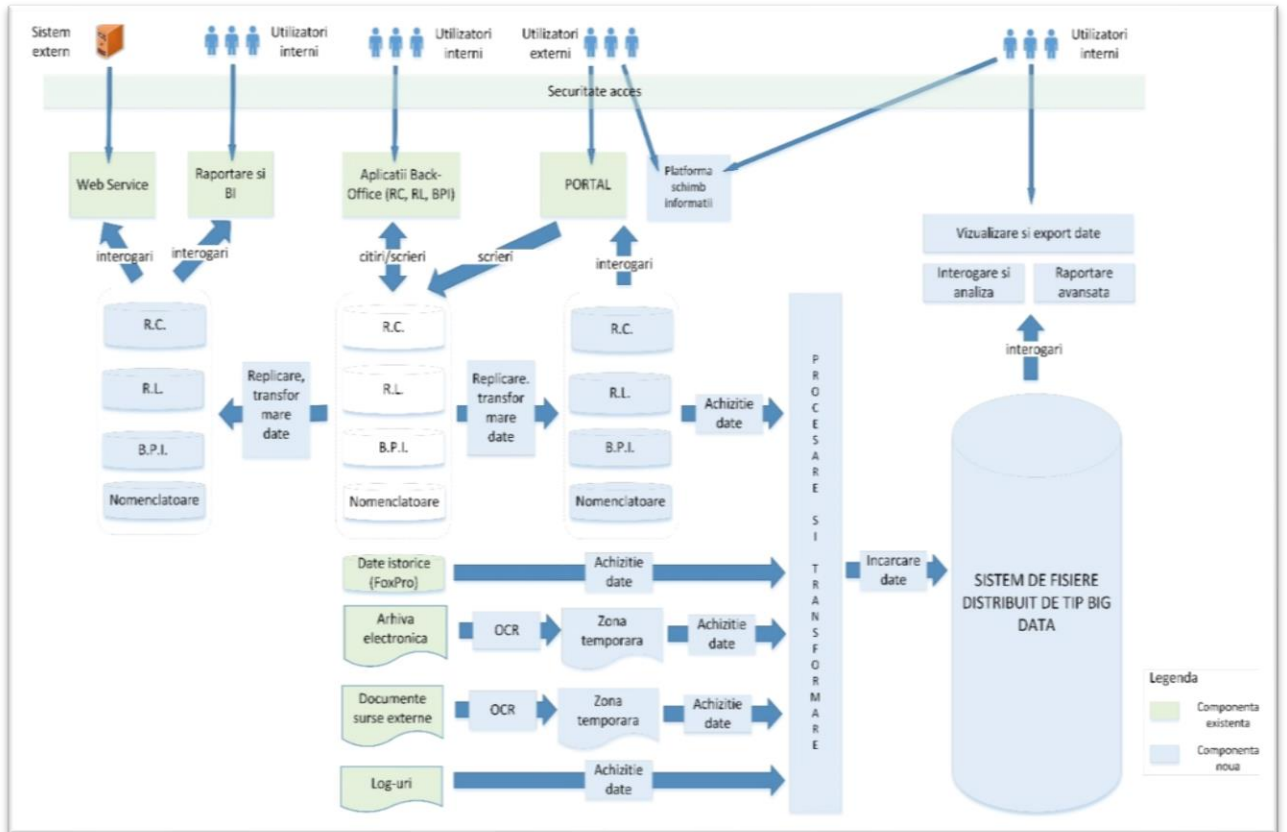 Sistem
extern
Utilizatori
interni
Utilizatori
interni
Utilizatori
externi
Utilizatori
interni
Securitate acces
Web Service
Raportare si
BI
Aplicatii Back-
Office (RC, RL, BPI)
PORTAL
Platforma
schimb
informatii
interogari
interogari
citiri/scrieri
scrieri
interogari
Vizualizare si export date
Interogare si
analiza
Raportare
avansata
interogari
R.C.
R.L.
B.P.I.
Nomenclatoare
Replicare,
transfor
mare
date
R.C.
R.L.
B.P.I.
Nomenclatoare
Replicare.
transfor
mare
date
R.C.
R.L.
B.P.I.
Nomenclatoare
Achizitie
date
Date istorice
(FoxPro)
Achizitie
date
Arhiva
electronica
OCR
Zona
temporara
Achizitie
date
Documente
surse externe
OCR
Zona
temporara
Achizitie
date
Log-uri
Achizitie
date
PROCESARE SI TRANSFORMARE
Incarcare
date
SISTEM DE FISIERE
DISTRIBUIT DE TIP BIG
DATA
Legenda
Componenta
existenta
Componenta
noua